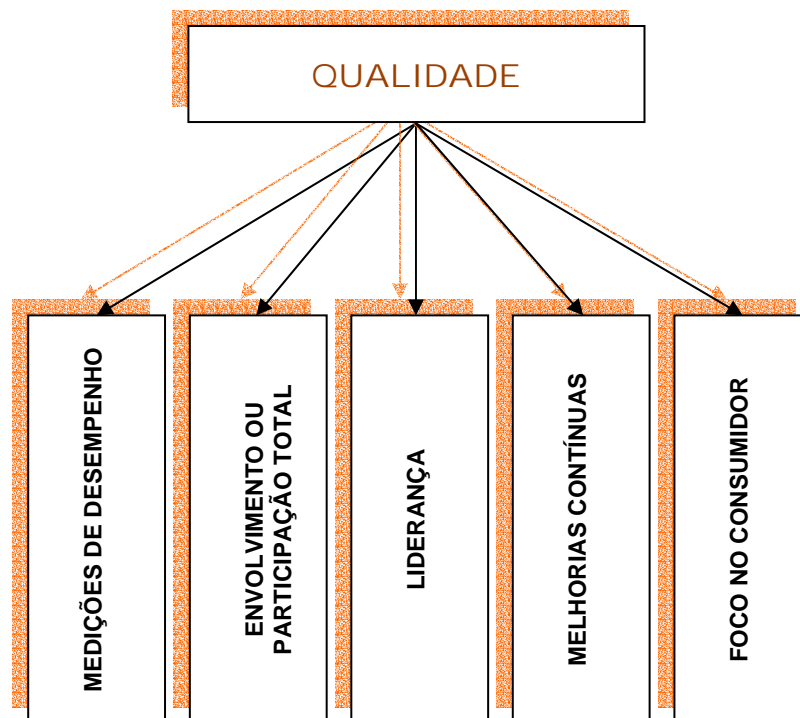 QUALIDADE
MEDIÇÕES DE DESEMPENHO
ENVOLVIMENTO OU
PARTICIPAÇÃO TOTAL
LIDERANÇA
MELHORIAS CONTÍNUAS
FOCO NO CONSUMIDOR